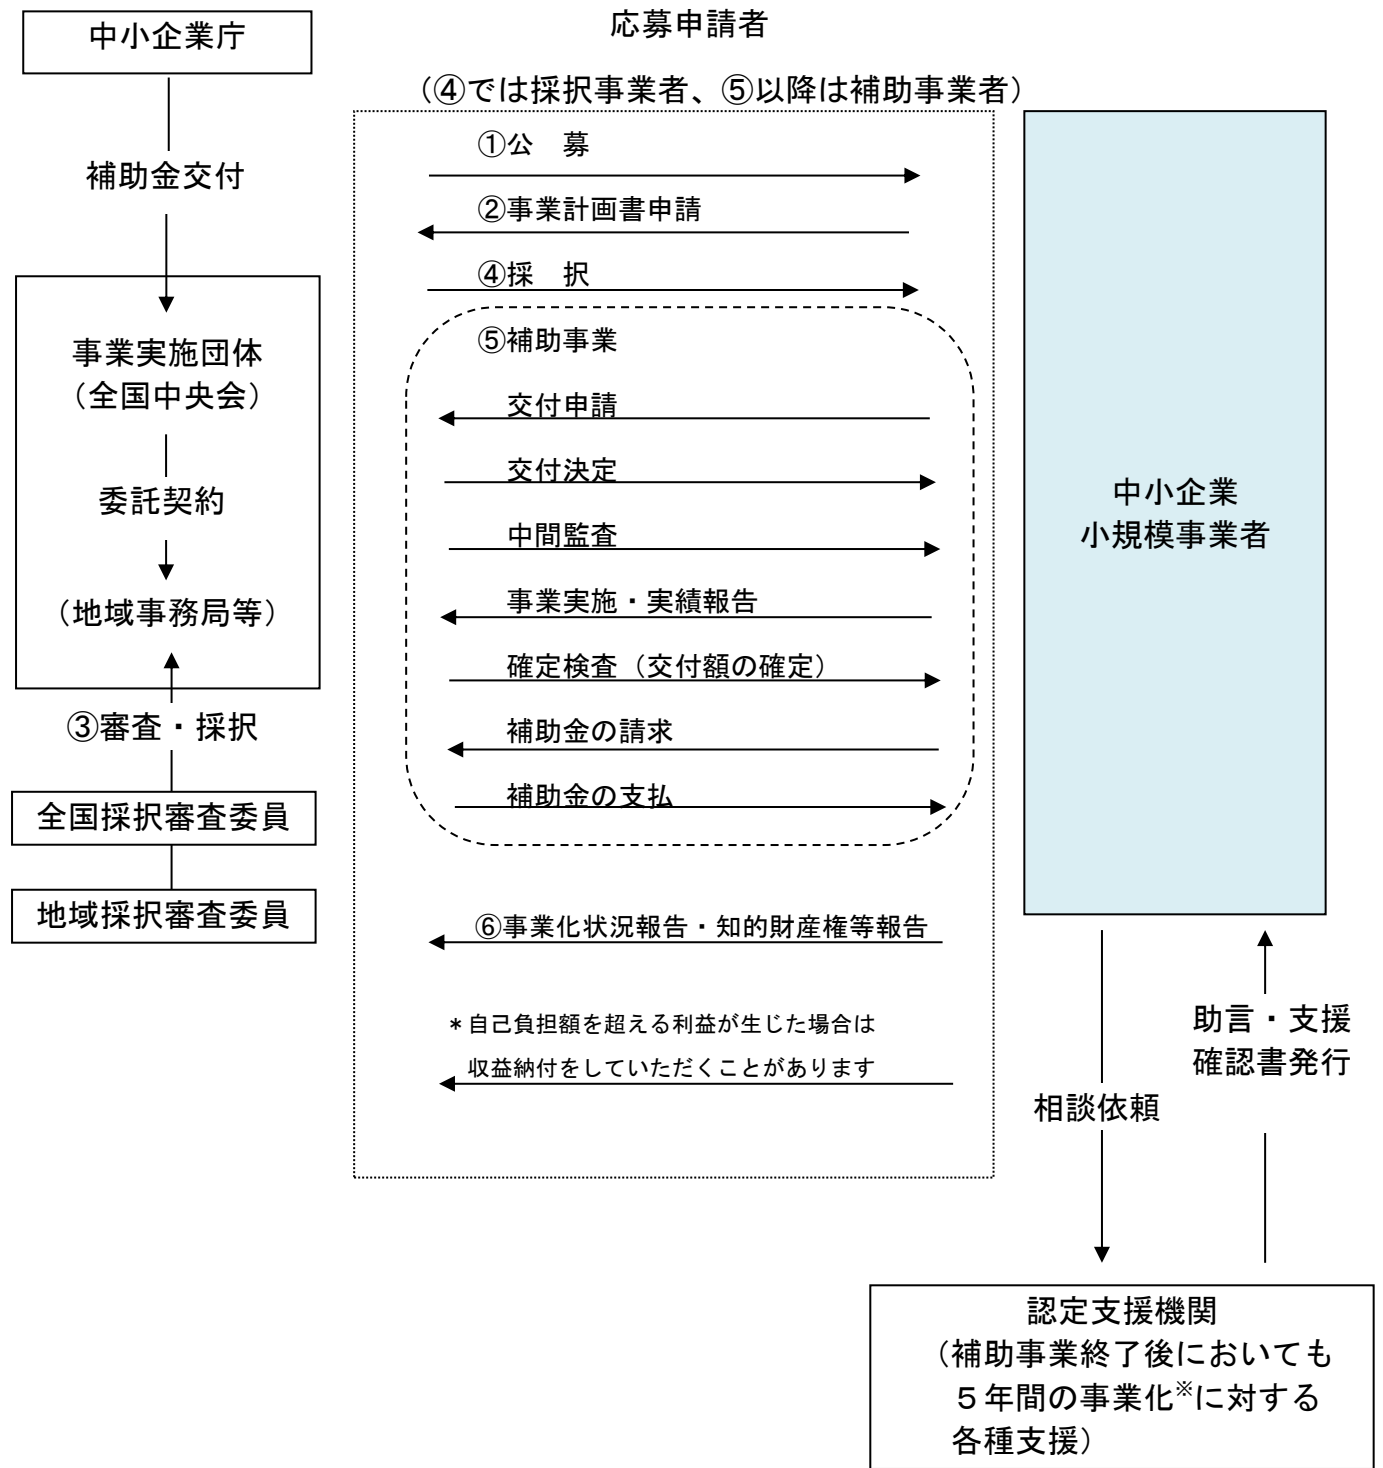 中小企業庁
補助金交付
事業実施団体
（全国中央会）
委託契約
（地域事務局等）
③審査・採択
全国採択審査委員
地域採択審査委員
応募申請者
（④では採択事業者、⑤以降は補助事業者）
①公　募
②事業計画書申請
④採　択
⑤補助事業
交付申請
交付決定
中間監査
事業実施・実績報告
確定検査（交付額の確定）
補助金の請求
補助金の支払
⑥事業化状況報告・知的財産権等報告
＊自己負担額を超える利益が生じた場合は
収益納付をしていただくことがあります
中小企業
小規模事業者
相談依頼
助言・支援
確認書発行
認定支援機関
（補助事業終了後においても
５年間の事業化※に対する
各種支援）